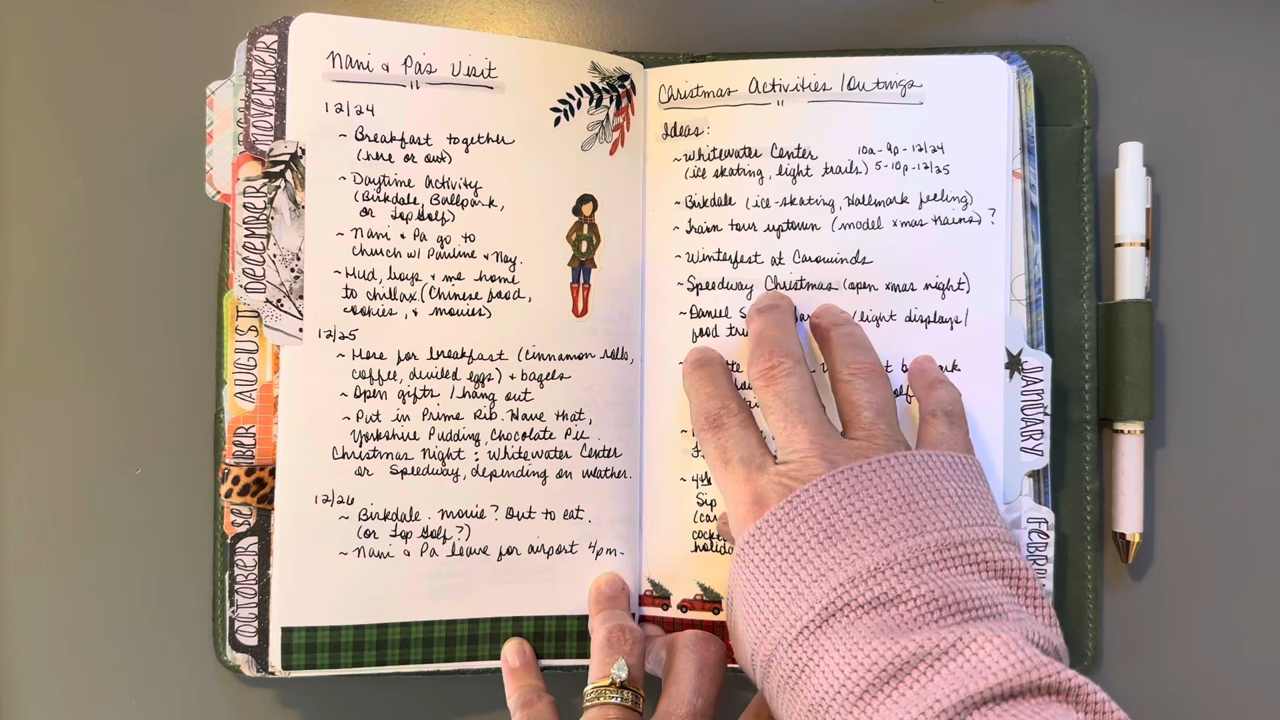 NOVEMBER
DECEMBER
AUGUST
OCTOBER
Nani & Pa's Visit
12/24
~ Breakfast together
(here or out)
~ Daytime Activity
(Birkdale, Ballpark,
or Top Golf)
~ Nani & Pa go to
Church w/ Pauline & Nay.
~ Hud, boys & me home
to chillax. (Chinese food,
cookies, & movies)
12/25
~ Here for breakfast (cinnamon rolls,
coffee, deviled eggs) & bagels
~ Open gifts / hang out
~ Put in Prime Rib. Have that,
Yorkshire Pudding, Chocolate Pie.
Christmas Night: Whitewater Center
or Speedway, depending on weather.
12/26
~ Birkdale. movie? Out to eat.
(or Top Golf?)
~ Nani & Pa leave for airport 4pm-
Christmas Activities / Outings
Ideas:
~ Whitewater Center 10a-9p-12/24
(ice skating, light trails) 5-10p-12/25
~ Birkdale (ice-skating, Hallmark feeling)
~ Train tour uptown (model xmas trains)?
~ Winterfest at Carowinds
~ Speedway Christmas (open xmas night)
~ Daniel /light displays/
food
~
~
~
Sip
JANUARY